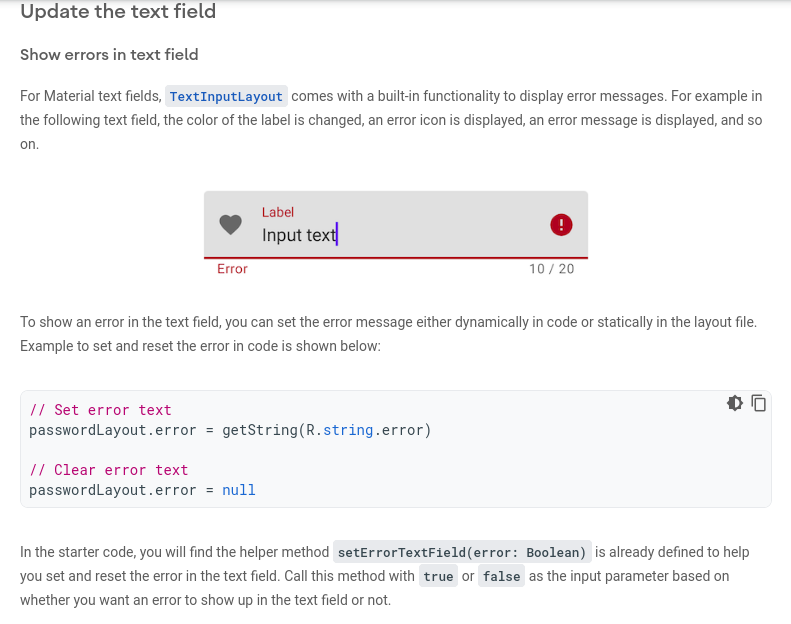 Update the text field
Show errors in text field
For Material text fields, TextInputLayout comes with a built-in functionality to display error messages. For example in
the following text field, the color of the label is changed, an error icon is displayed, an error message is displayed, and so
on.
Label
Input text
Error 10 / 20
To show an error in the text field, you can set the error message either dynamically in code or statically in the layout file.
Example to set and reset the error in code is shown below:
// Set error text
passwordLayout.error = getString(R.string.error)
// Clear error text
passwordLayout.error = null
In the starter code, you will find the helper method setErrorTextField(error: Boolean) is already defined to help
you set and reset the error in the text field. Call this method with true or false as the input parameter based on
whether you want an error to show up in the text field or not.